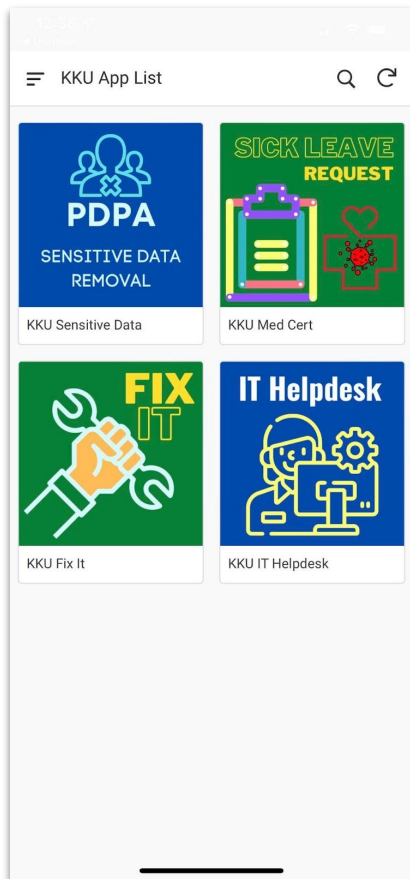 KKU App List
PDPA
SENSITIVE DATA
REMOVAL
KKU Sensitive Data
SICK LEAVE
REQUEST
KKU Med Cert
FIX
IT
KKU Fix It
IT Helpdesk
KKU IT Helpdesk